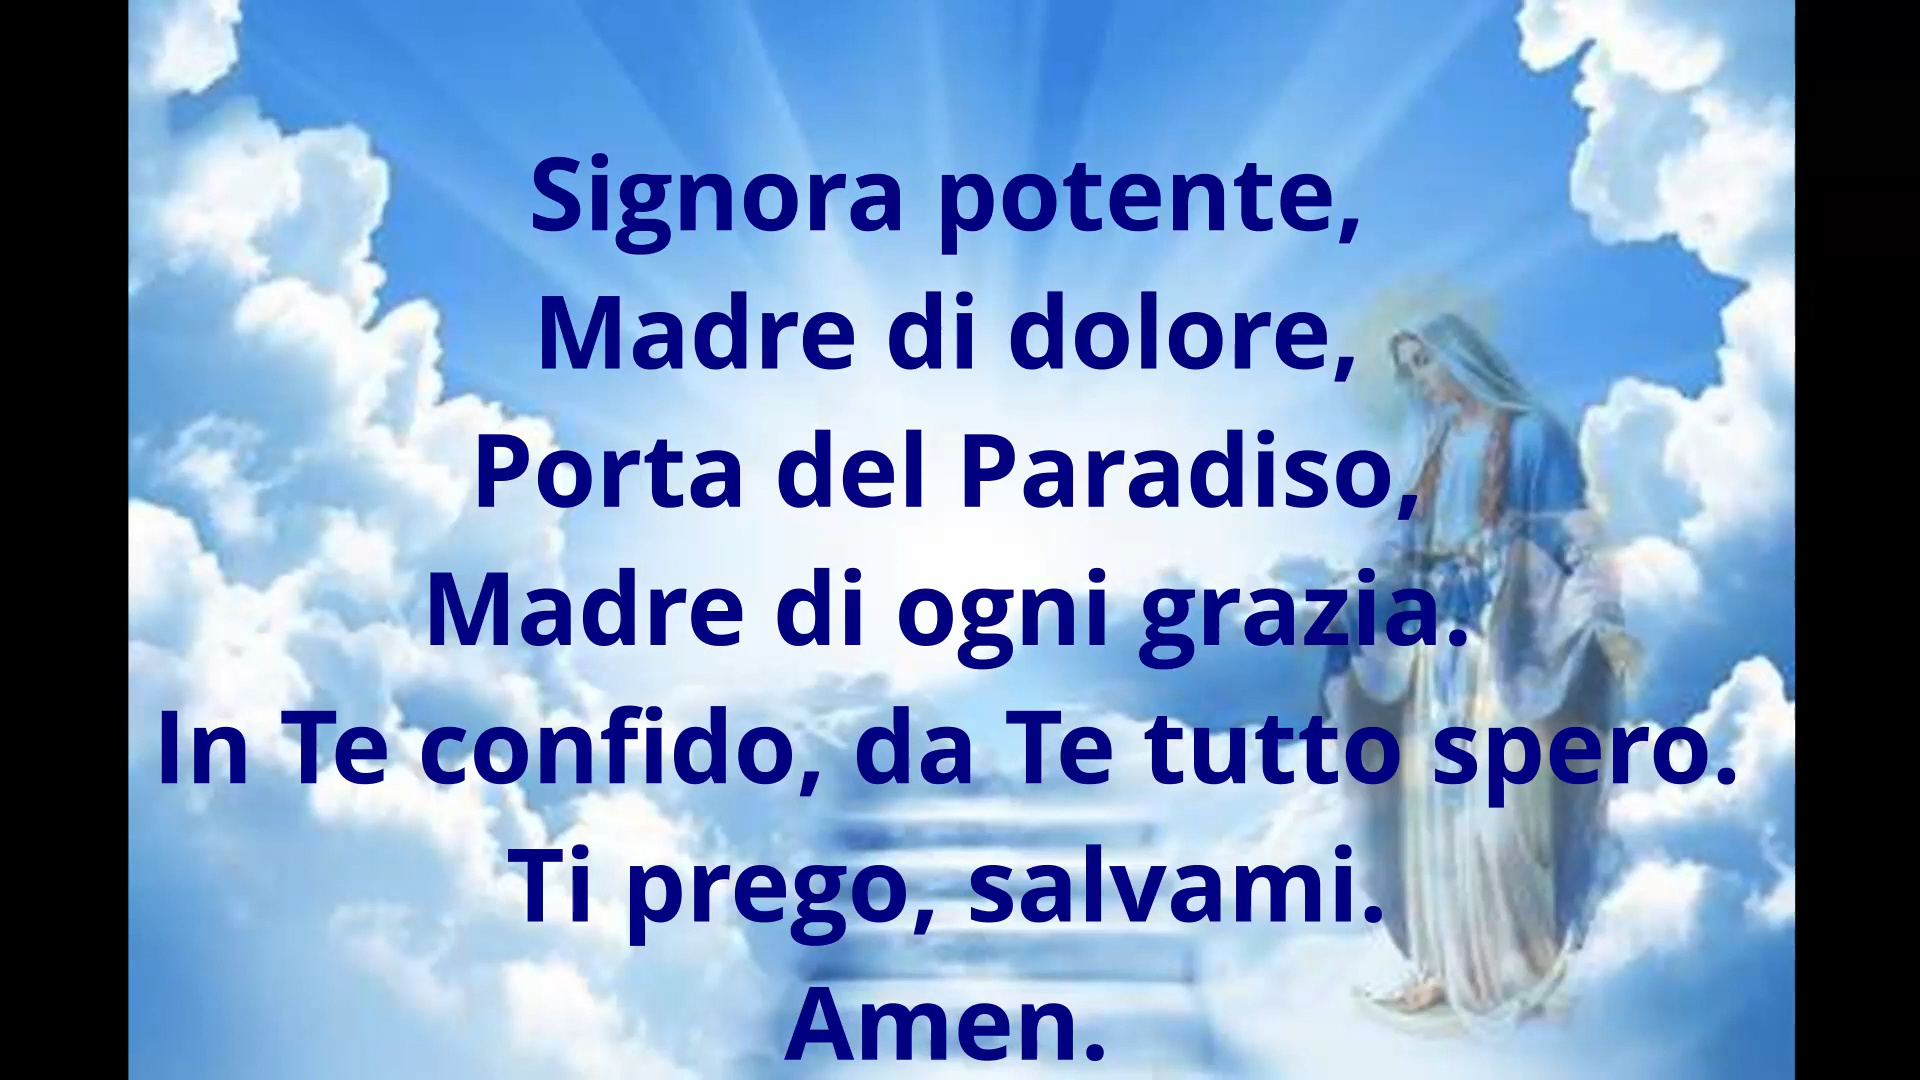 Signora potente,
Madre di dolore,
Porta del Paradiso,
Madre di ogni grazia.
In Te confido, da Te tutto spero.
Ti prego, salvami.
Amen.